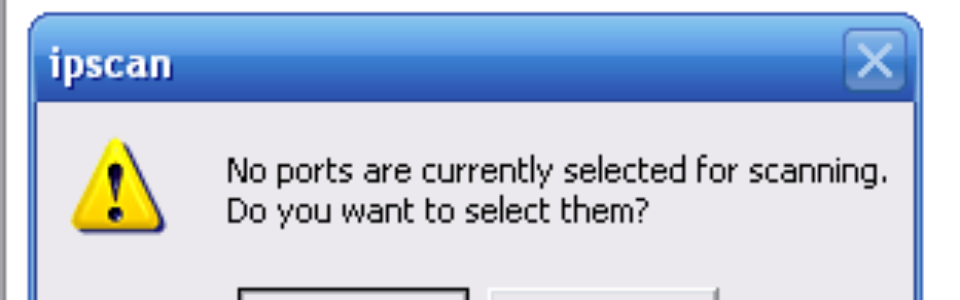 ipscan
No ports are currently selected for scanning.
Do you want to select them?